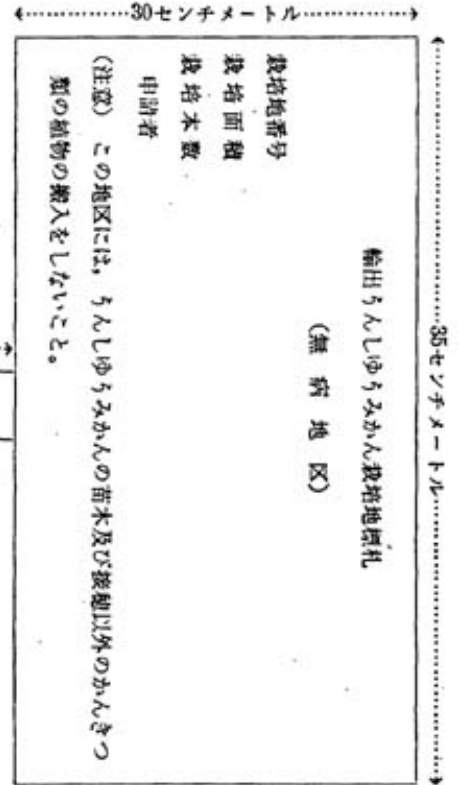 30センチメートル
35センチメートル
輸出うんしゆうみかん栽培地標札
(無病地区)
栽培地番号
栽培面積
栽培本数
申請者
(注意) この地区には、うんしゆうみかんの苗木及び接穂以外のかんきつ
類の植物の搬入をしないこと。